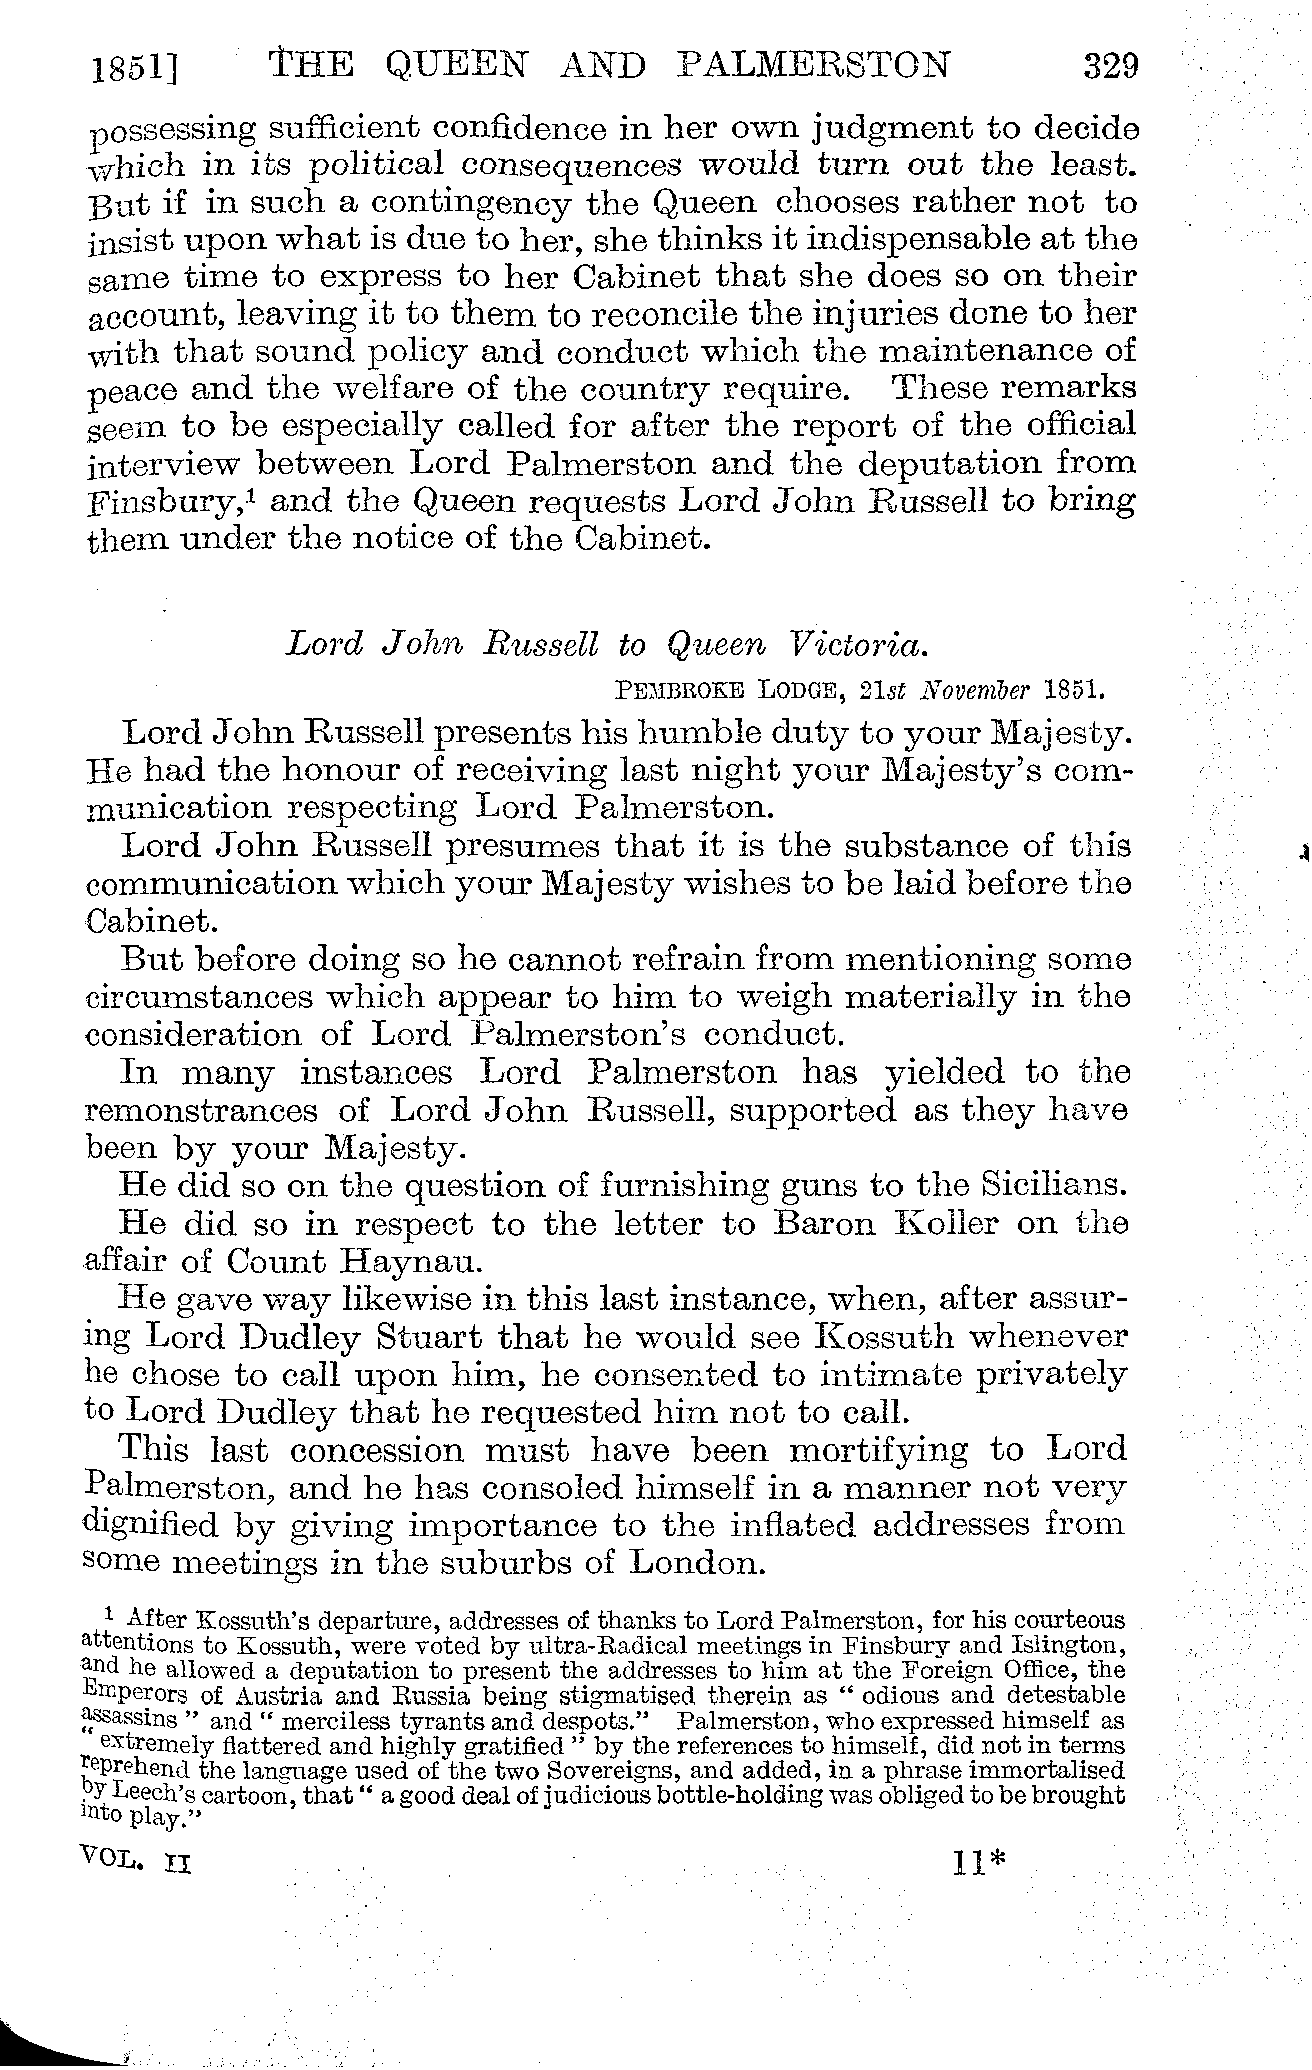 1851] THE QUEEN AND PALMERSTON 329
possessing sufficient confidence in her own judgment to decide
which in its political consequences would turn out the least.
But if in such a contingency the Queen chooses rather not to
insist upon what is due to her, she thinks it indispensable at the
same time to express to her Cabinet that she does so on their
account, leaving it to them to reconcile the injuries done to her
with that sound policy and conduct which the maintenance of
peace and the welfare of the country require. These remarks
seem to be especially called for after the report of the official
interview between Lord Palmerston and the deputation from
Finsbury,¹ and the Queen requests Lord John Russell to bring
them under the notice of the Cabinet.
Lord John Russell to Queen Victoria.
PEMBROKE LODGE, 21st November 1851.
Lord John Russell presents his humble duty to your Majesty.
He had the honour of receiving last night your Majesty's com-
munication respecting Lord Palmerston.
Lord John Russell presumes that it is the substance of this
communication which your Majesty wishes to be laid before the
Cabinet.
But before doing so he cannot refrain from mentioning some
circumstances which appear to him to weigh materially in the
consideration of Lord Palmerston's conduct.
In many instances Lord Palmerston has yielded to the
remonstrances of Lord John Russell, supported as they have
been by your Majesty.
He did so on the question of furnishing guns to the Sicilians.
He did so in respect to the letter to Baron Koller on the
affair of Count Haynau.
He gave way likewise in this last instance, when, after assur-
ing Lord Dudley Stuart that he would see Kossuth whenever
he chose to call upon him, he consented to intimate privately
to Lord Dudley that he requested him not to call.
This last concession must have been mortifying to Lord
Palmerston, and he has consoled himself in a manner not very
dignified by giving importance to the inflated addresses from
some meetings in the suburbs of London.
¹ After Kossuth's departure, addresses of thanks to Lord Palmerston, for his courteous
attentions to Kossuth, were voted by ultra-Radical meetings in Finsbury and Islington,
and he allowed a deputation to present the addresses to him at the Foreign Office, the
Emperors of Austria and Russia being stigmatised therein as " odious and detestable
assassins " and " merciless tyrants and despots." Palmerston, who expressed himself as
" extremely flattered and highly gratified " by the references to himself, did not in terms
reprehend the language used of the two Sovereigns, and added, in a phrase immortalised
by Leech's cartoon, that " a good deal of judicious bottle-holding was obliged to be brought
into play."
VOL. II 11*